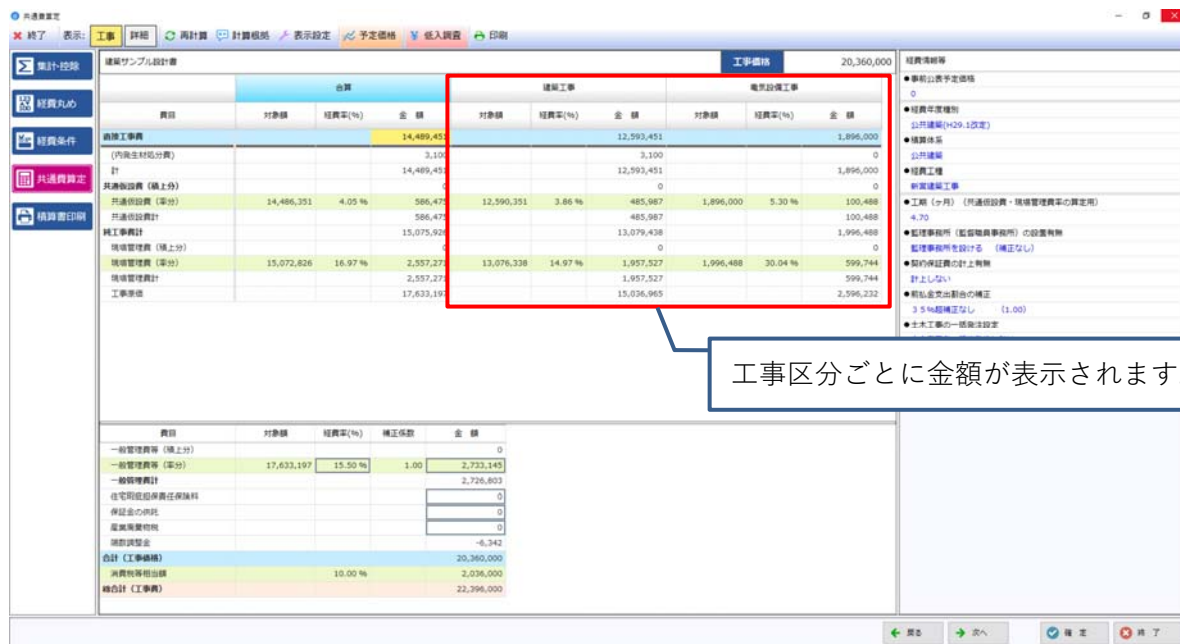 共通費算定
終了 表示: 工事 詳細 再計算 計算根拠 表示設定 予定価格 低入調査 印刷
集計・控除
経費丸め
経費条件
共通費算定
積算書印刷
建築サンプル設計書 工事価格 20,360,000
合算 建築工事 電気設備工事
費目 対象額 経費率(%) 金 額 対象額 経費率(%) 金 額 対象額 経費率(%) 金 額
直接工事費 14,489,451 12,593,451 1,896,000
(内発生材処分費) 3,100 3,100 0
計 14,489,451 12,593,451 1,896,000
共通仮設費(積上分) 0 0 0
共通仮設費(率分) 14,486,351 4.05 % 586,475 12,590,351 3.86 % 485,987 1,896,000 5.30 % 100,488
共通仮設費計 586,475 485,987 100,488
純工事費計 15,075,926 13,079,438 1,996,488
現場管理費(積上分) 0 0 0
現場管理費(率分) 15,072,826 16.97 % 2,557,271 13,076,338 14.97 % 1,957,527 1,996,488 30.04 % 599,744
現場管理費計 2,557,271 1,957,527 599,744
工事原価 17,633,197 15,036,965 2,596,232
経費情報等
●事前公表予定価格
0
●経費年度種別
公共建築(H29.1改定)
●積算体系
公共建築
●経費工種
新営建築工事
●工期(ヶ月)(共通仮設費・現場管理費率の算定用)
4.70
●監理事務所(監督職員事務所)の設置有無
監理事務所を設ける (補正なし)
●契約保証費の計上有無
計上しない
●前払金支出割合の補正
35%超補正なし (1.00)
●土木工事の一括発注設定
工事区分ごとに金額が表示されます
費目 対象額 経費率(%) 補正係数 金 額
一般管理費等(積上分) 0
一般管理費等(率分) 17,633,197 15.50 % 1.00 2,733,145
一般管理費計 2,726,803
住宅瑕疵担保責任保険料 0
保証金の供託 0
産業廃棄物税 0
端数調整金 -6,342
合計(工事価格) 20,360,000
消費税等相当額 10.00 % 2,036,000
総合計(工事費) 22,396,000
戻る 次へ 確 定 終 了